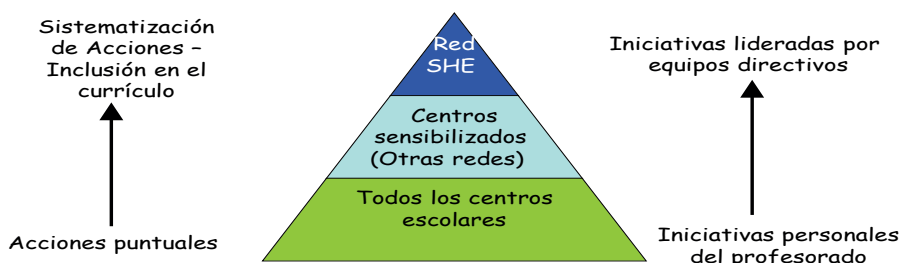 Sistematización
de Acciones –
Inclusión en el
currículo
Acciones puntuales
Red
SHE
Centros
sensibilizados
(Otras redes)
Todos los centros
escolares
Iniciativas lideradas por
equipos directivos
Iniciativas personales
del profesorado